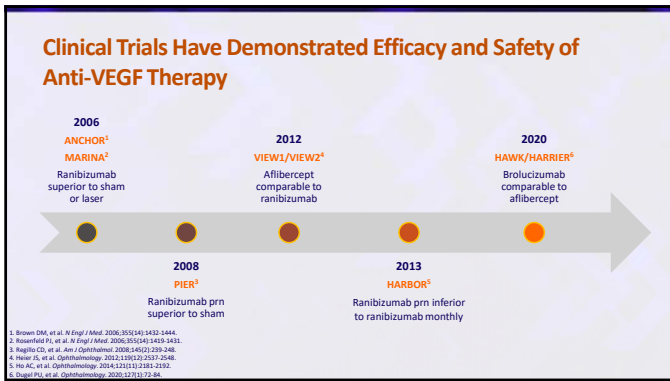 Clinical Trials Have Demonstrated Efficacy and Safety of
Anti-VEGF Therapy
2006
ANCHOR1
MARINA2
Ranibizumab
superior to sham
or laser
2012
VIEW1/VIEW24
Aflibercept
comparable to
ranibizumab
2020
HAWK/HARRIER6
Brolucizumab
comparable to
aflibercept
2008
PIER3
Ranibizumab prn
superior to sham
2013
HARBOR5
Ranibizumab prn inferior
to ranibizumab monthly
1. Brown DM, et al. N Engl J Med. 2006;355(14):1432-1444.
2. Rosenfeld PJ, et al. N Engl J Med. 2006;355(14):1419-1431.
3. Regillo CD, et al. Am J Ophthalmol. 2008;145(2):239-248.
4. Heier JS, et al. Ophthalmology. 2012;119(12):2537-2548.
5. Ho AC, et al. Ophthalmology. 2014;121(11):2181-2192.
6. Dugel PU, et al. Ophthalmology. 2020;127(1):72-84.